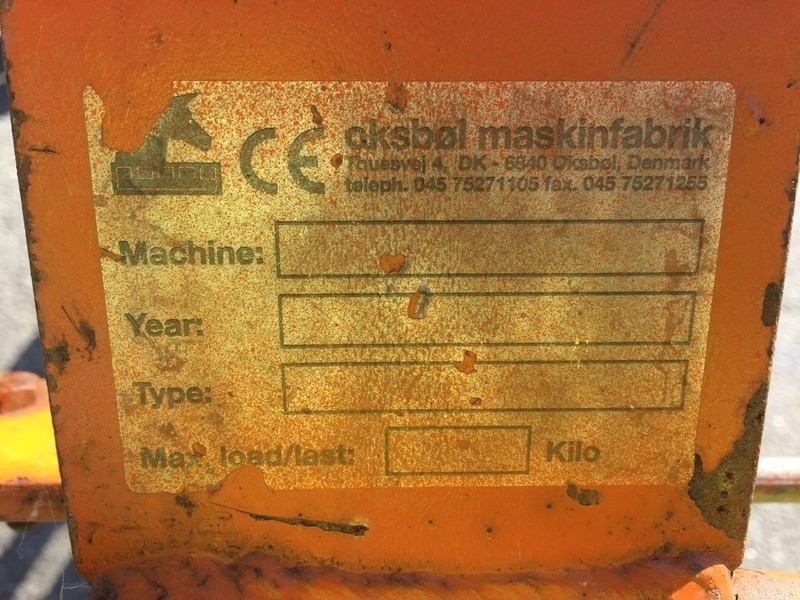 CE oksbøl maskinfabrik
Thuesvej 4, DK - 6840 Oksbøl, Denmark
teleph. 045 75271105 fax. 045 75271255
Machine:
Year:
Type:
Max. load/last: Kilo